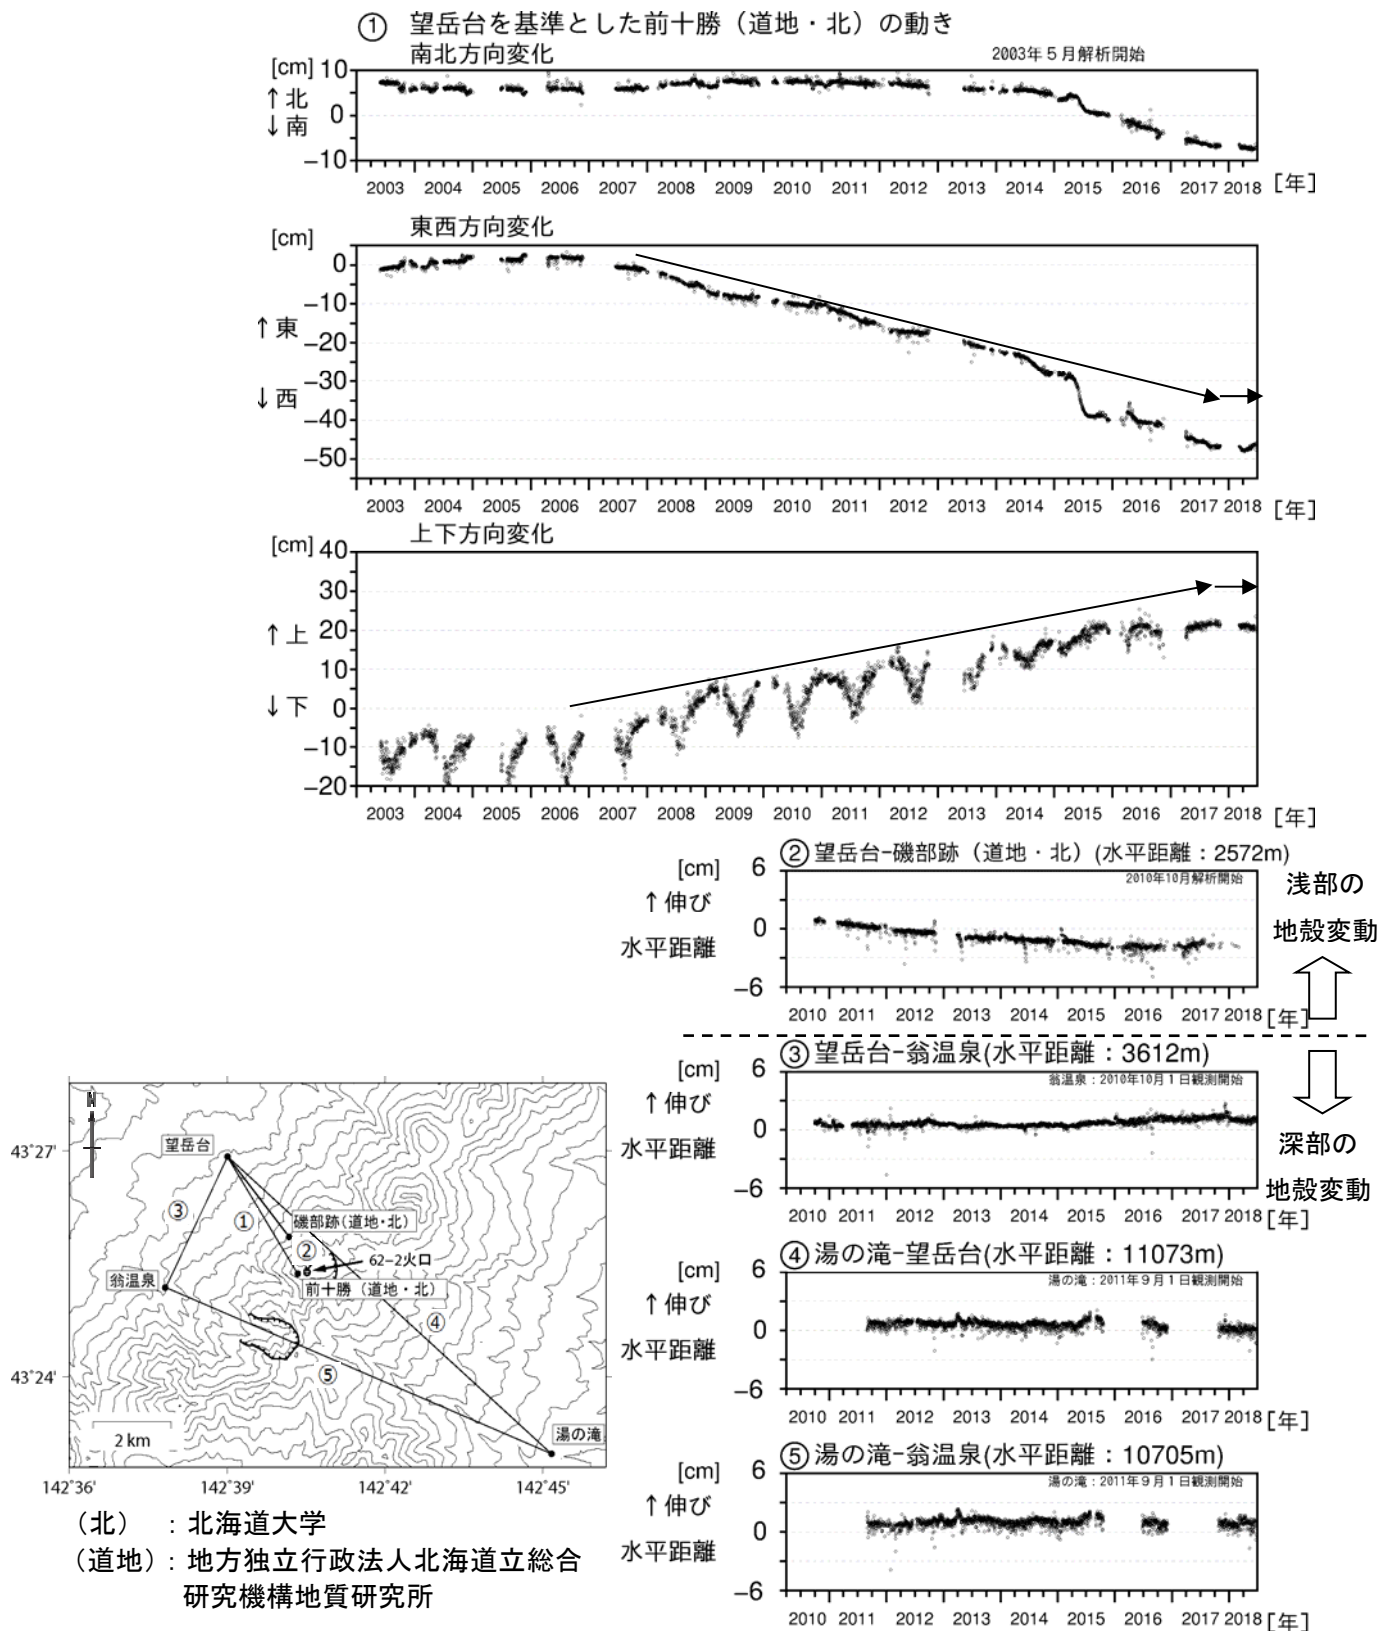 ① 望岳台を基準とした前十勝（道地・北）の動き
南北方向変化
2003年５月解析開始
[cm]
↑北
↓南
10
0
−10
2003 2004 2005 2006 2007 2008 2009 2010 2011 2012 2013 2014 2015 2016 2017 2018 [年]
東西方向変化
[cm]
↑東
↓西
0
−10
−20
−30
−40
−50
2003 2004 2005 2006 2007 2008 2009 2010 2011 2012 2013 2014 2015 2016 2017 2018 [年]
上下方向変化
[cm]
↑上
↓下
40
30
20
10
0
−10
−20
2003 2004 2005 2006 2007 2008 2009 2010 2011 2012 2013 2014 2015 2016 2017 2018 [年]
②望岳台−磯部跡（道地・北）(水平距離：2572m)
2010年10月解析開始
[cm]
↑伸び
水平距離
6
0
−6
2010 2011 2012 2013 2014 2015 2016 2017 2018 [年]
浅部の
地殻変動
③望岳台−翁温泉(水平距離：3612m)
翁温泉：2010年10月１日観測開始
[cm]
↑伸び
水平距離
6
0
−6
2010 2011 2012 2013 2014 2015 2016 2017 2018 [年]
深部の
地殻変動
④湯の滝−望岳台(水平距離：11073m)
湯の滝：2011年９月１日観測開始
[cm]
↑伸び
水平距離
6
0
−6
2010 2011 2012 2013 2014 2015 2016 2017 2018 [年]
⑤湯の滝−翁温泉(水平距離：10705m)
湯の滝：2011年９月１日観測開始
[cm]
↑伸び
水平距離
6
0
−6
2010 2011 2012 2013 2014 2015 2016 2017 2018 [年]
N
43°27'
43°24'
望岳台
③
①
磯部跡（道地・北）
②
62−2火口
翁温泉
前十勝（道地・北）
④
⑤
湯の滝
2 km
142°36' 142°39' 142°42' 142°45'
（北）：北海道大学
（道地）：地方独立行政法人北海道立総合
研究機構地質研究所